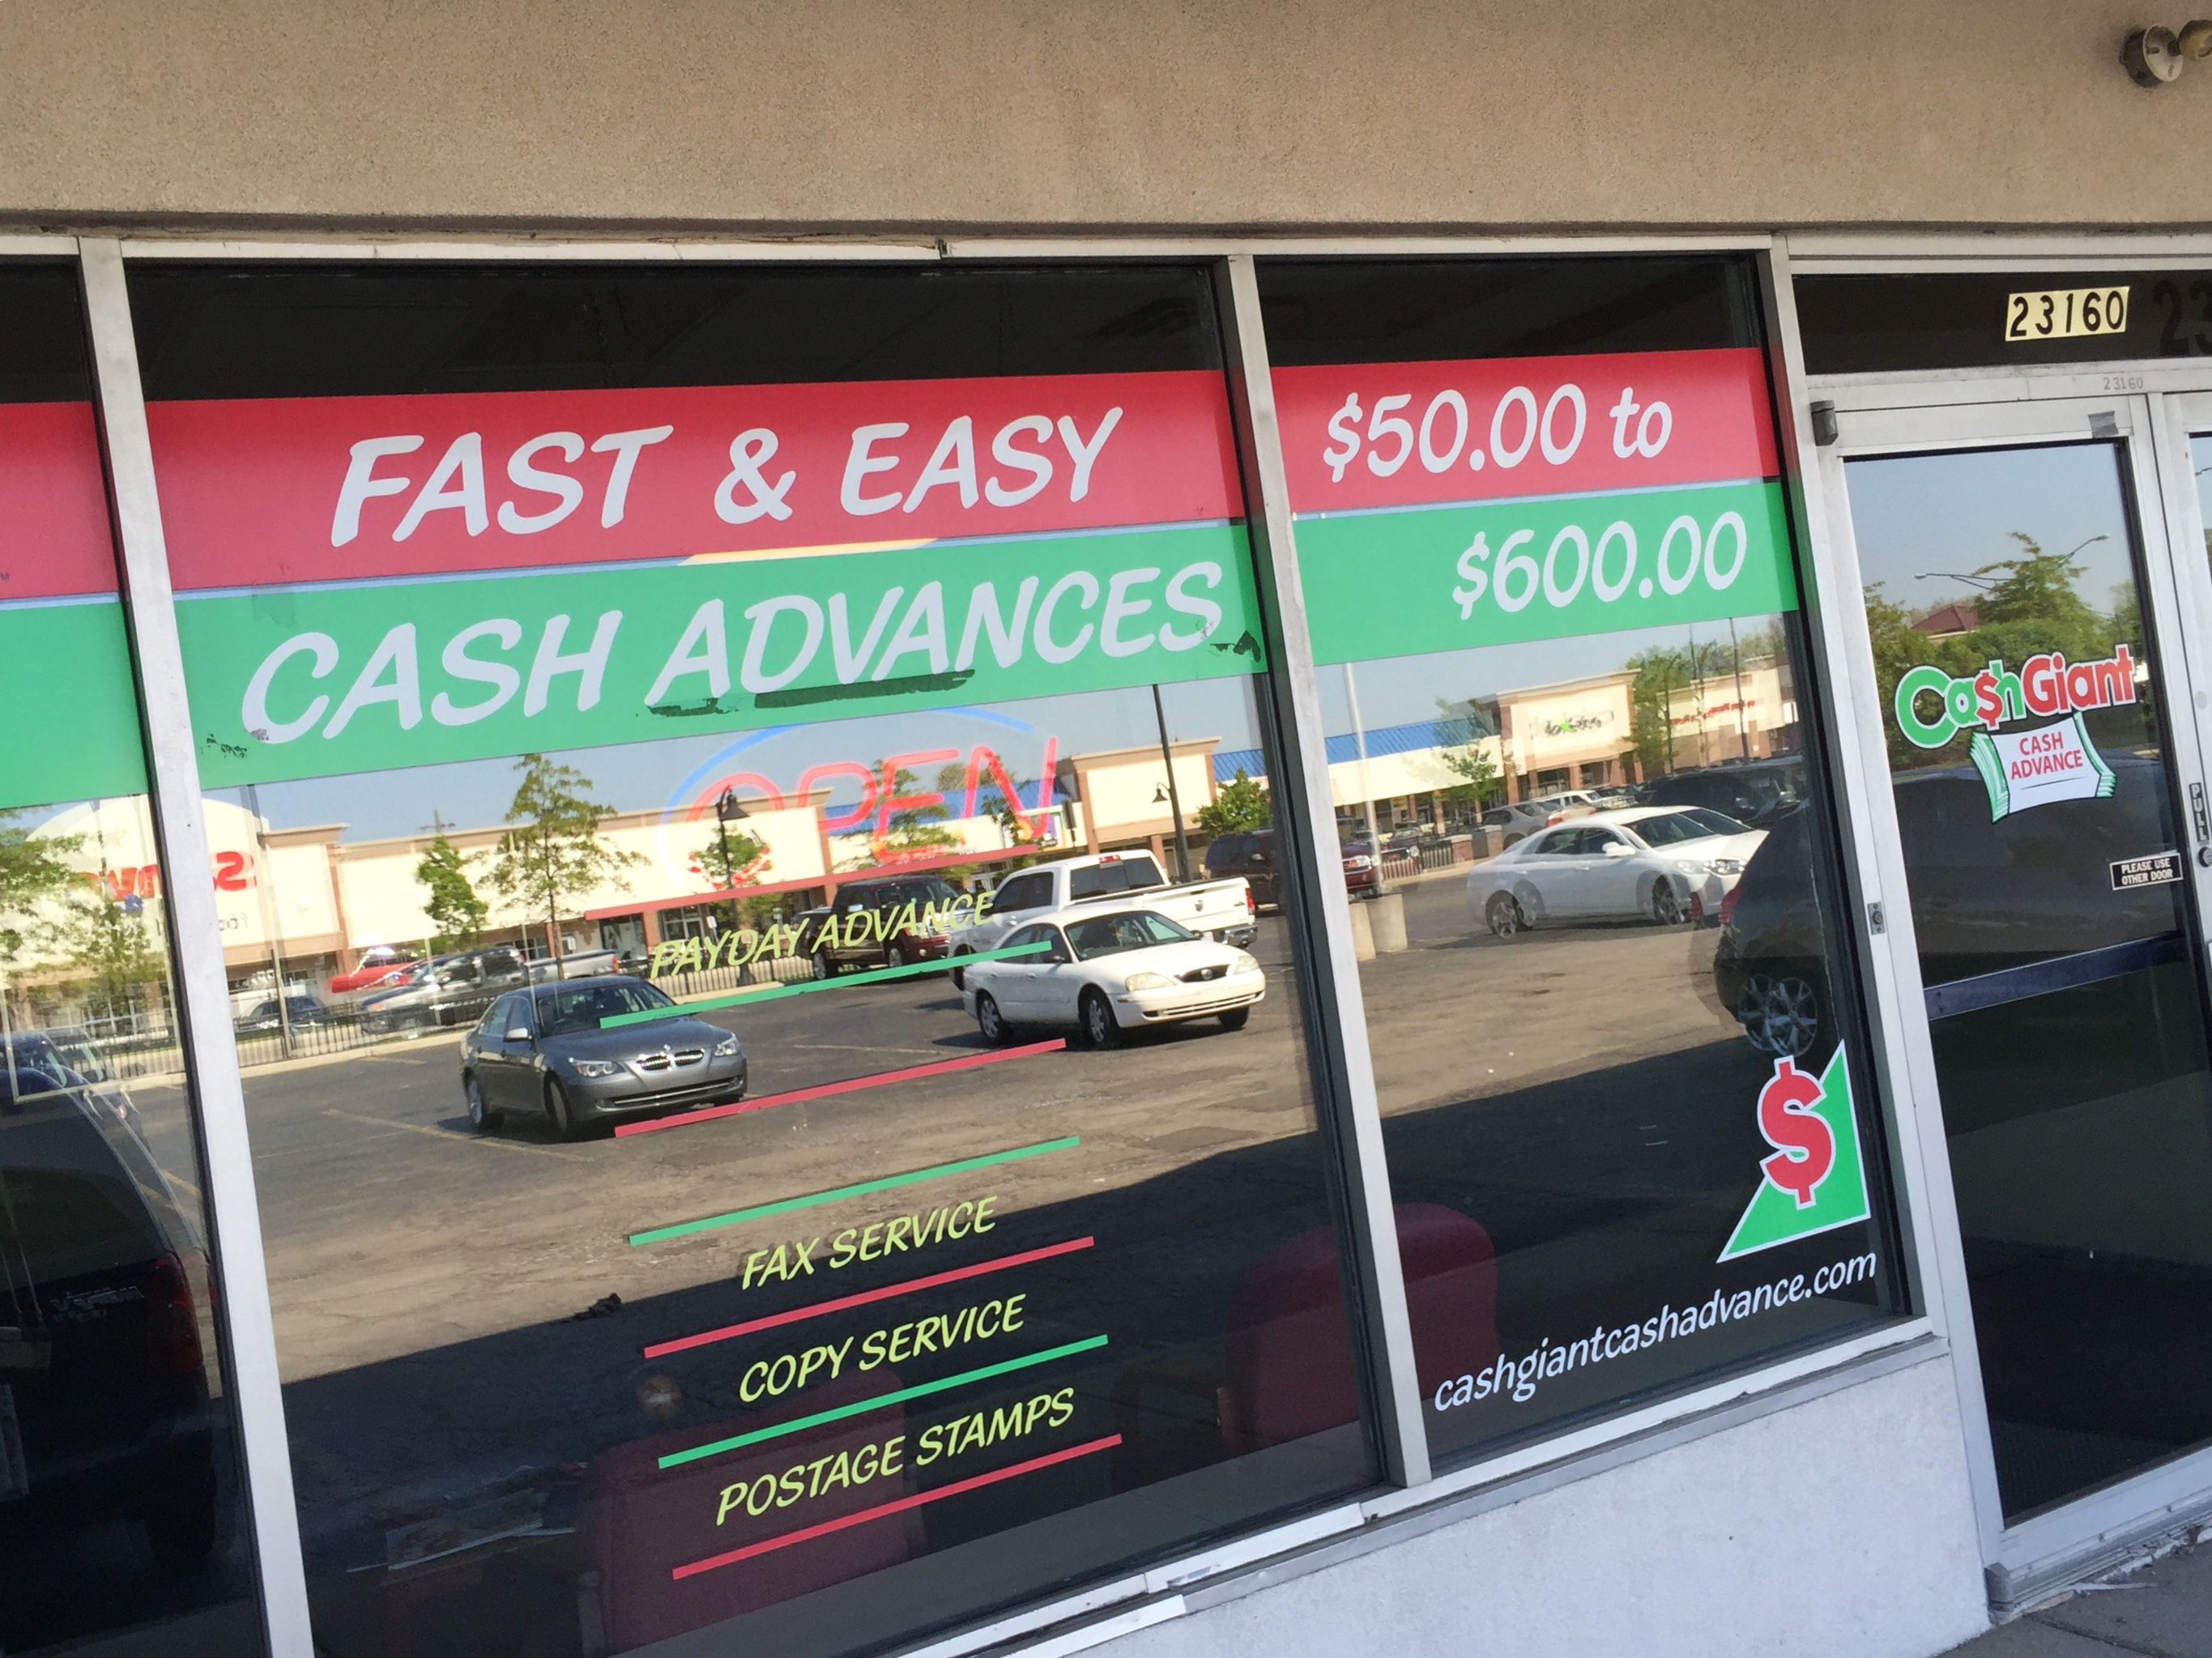 23160
23160
FAST & EASY
$50.00 to
CASH ADVANCES
$600.00
OPEN
Ca$hGiant
CASH
ADVANCE
PULL
PLEASE USE
OTHER DOOR
PAYDAY ADVANCE
FAX SERVICE
COPY SERVICE
POSTAGE STAMPS
$
cashgiantcashadvance.com